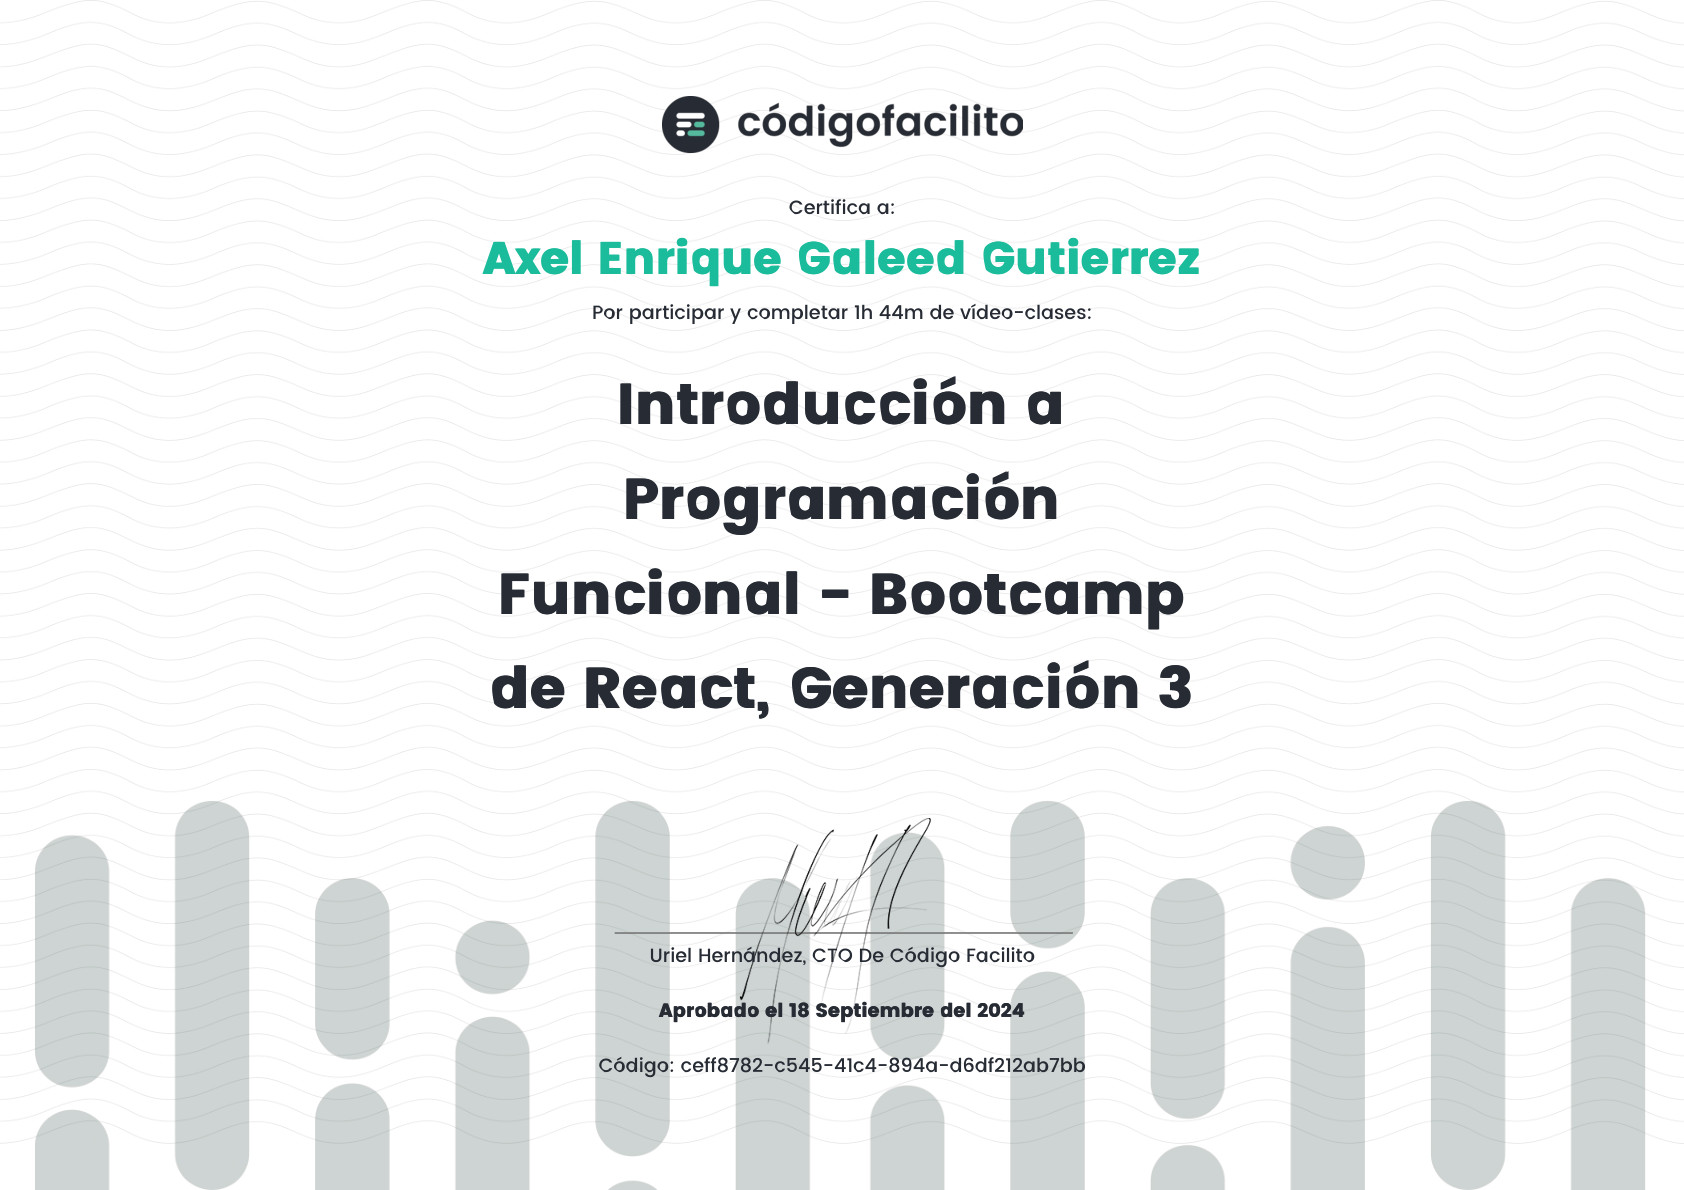 códigofacilito
Certifica a:
Axel Enrique Galeed Gutierrez
Por participar y completar 1h 44m de vídeo-clases:
Introducción a
Programación
Funcional - Bootcamp
de React, Generación 3
Uriel Hernández, CTO De Código Facilito
Aprobado el 18 Septiembre del 2024
Código: ceff8782-c545-41c4-894a-d6df212ab7bb